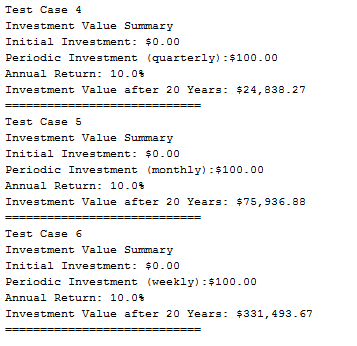 Test Case 4
Investment Value Summary
Initial Investment: $0.00
Periodic Investment (quarterly):$100.00
Annual Return: 10.0%
Investment Value after 20 Years: $24,838.27
============================
Test Case 5
Investment Value Summary
Initial Investment: $0.00
Periodic Investment (monthly):$100.00
Annual Return: 10.0%
Investment Value after 20 Years: $75,936.88
============================
Test Case 6
Investment Value Summary
Initial Investment: $0.00
Periodic Investment (weekly):$100.00
Annual Return: 10.0%
Investment Value after 20 Years: $331,493.67
============================